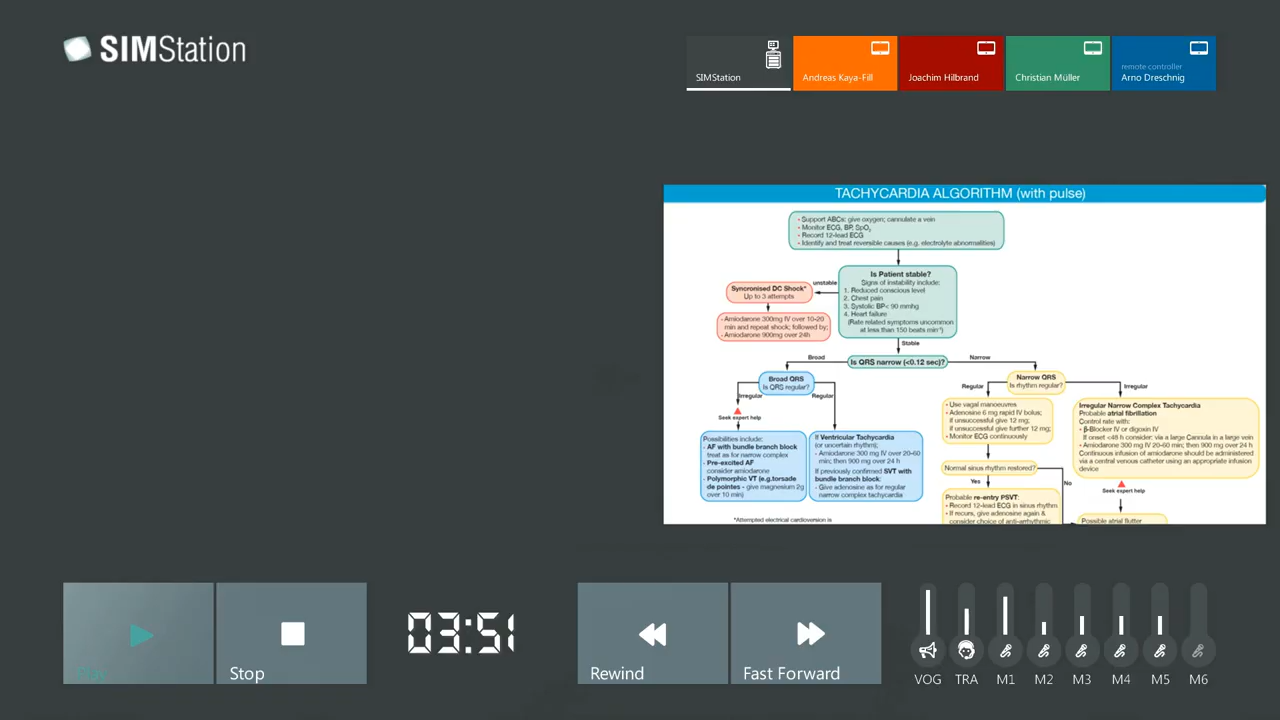 SIMStation
SIMStation
Andreas Kaya-Fill
Joachim Hilbrand
Christian Müller
remote controller
Arno Dreschnig
TACHYCARDIA ALGORITHM (with pulse)
- Support ABCs: give oxygen; cannulate a vein
- Monitor ECG, BP, SpO₂
- Record 12-lead ECG
- Identify and treat reversible causes (e.g. electrolyte abnormalities)
Is Patient stable?
Signs of instability include:
1. Reduced conscious level
2. Chest pain
3. Systolic BP< 90 mmhg
4. Heart failure
(Rate related symptoms uncommon
at less than 150 beats min⁻¹)
unstable
Syncronised DC Shock*
Up to 3 attempts
- Amiodarone 300mg IV over 10-20
min and repeat shock; followed by;
- Amiodarone 900mg over 24h
Stable
Is QRS narrow (<0.12 sec)?
Broad
Narrow
Broad QRS
Is QRS regular?
Irregular
Regular
Seek expert help
Possibilities include:
- AF with bundle branch block
treat as for narrow complex
- Pre-excited AF
consider amiodarone
- Polymorphic VT (e.g.torsade
de pointes - give magnesium 2g
over 10 min)
If Ventricular Tachycardia
(or uncertain rhythm);
- Amiodarone 300 mg IV over 20-60
min; then 900 mg over 24 h
If previously confirmed SVT with
bundle branch block:
- Give adenosine as for regular
narrow complex tachycardia
*Attempted electrical cardioversion is
Narrow QRS
Is rhythm regular?
Regular
Irregular
- Use vagal manoeuvres
- Adenosine 6 mg rapid IV bolus;
if unsuccessful give 12 mg;
if unsuccessful give further 12 mg;
- Monitor ECG continuously
Normal sinus rhythm restored?
Yes
No
Probable re-entry PSVT:
- Record 12-lead ECG in sinus rhythm
- If recurs, give adenosine again &
consider choice of anti-arrhythmic
Irregular Narrow Complex Tachycardia
Probable atrial fibrillation
Control rate with:
- β-Blocker IV or digoxin IV
If onset <48 h consider: via a large Cannula in a large vein
- Amiodarone 300 mg IV 20-60 min; then 900 mg over 24 h
Continuous infusion of amiodarone should be administered
via a central venous catheter using an appropriate infusion
device
Seek expert help
Possible atrial flutter
Play
Stop
03:51
Rewind
Fast Forward
VOG
TRA
M1
M2
M3
M4
M5
M6